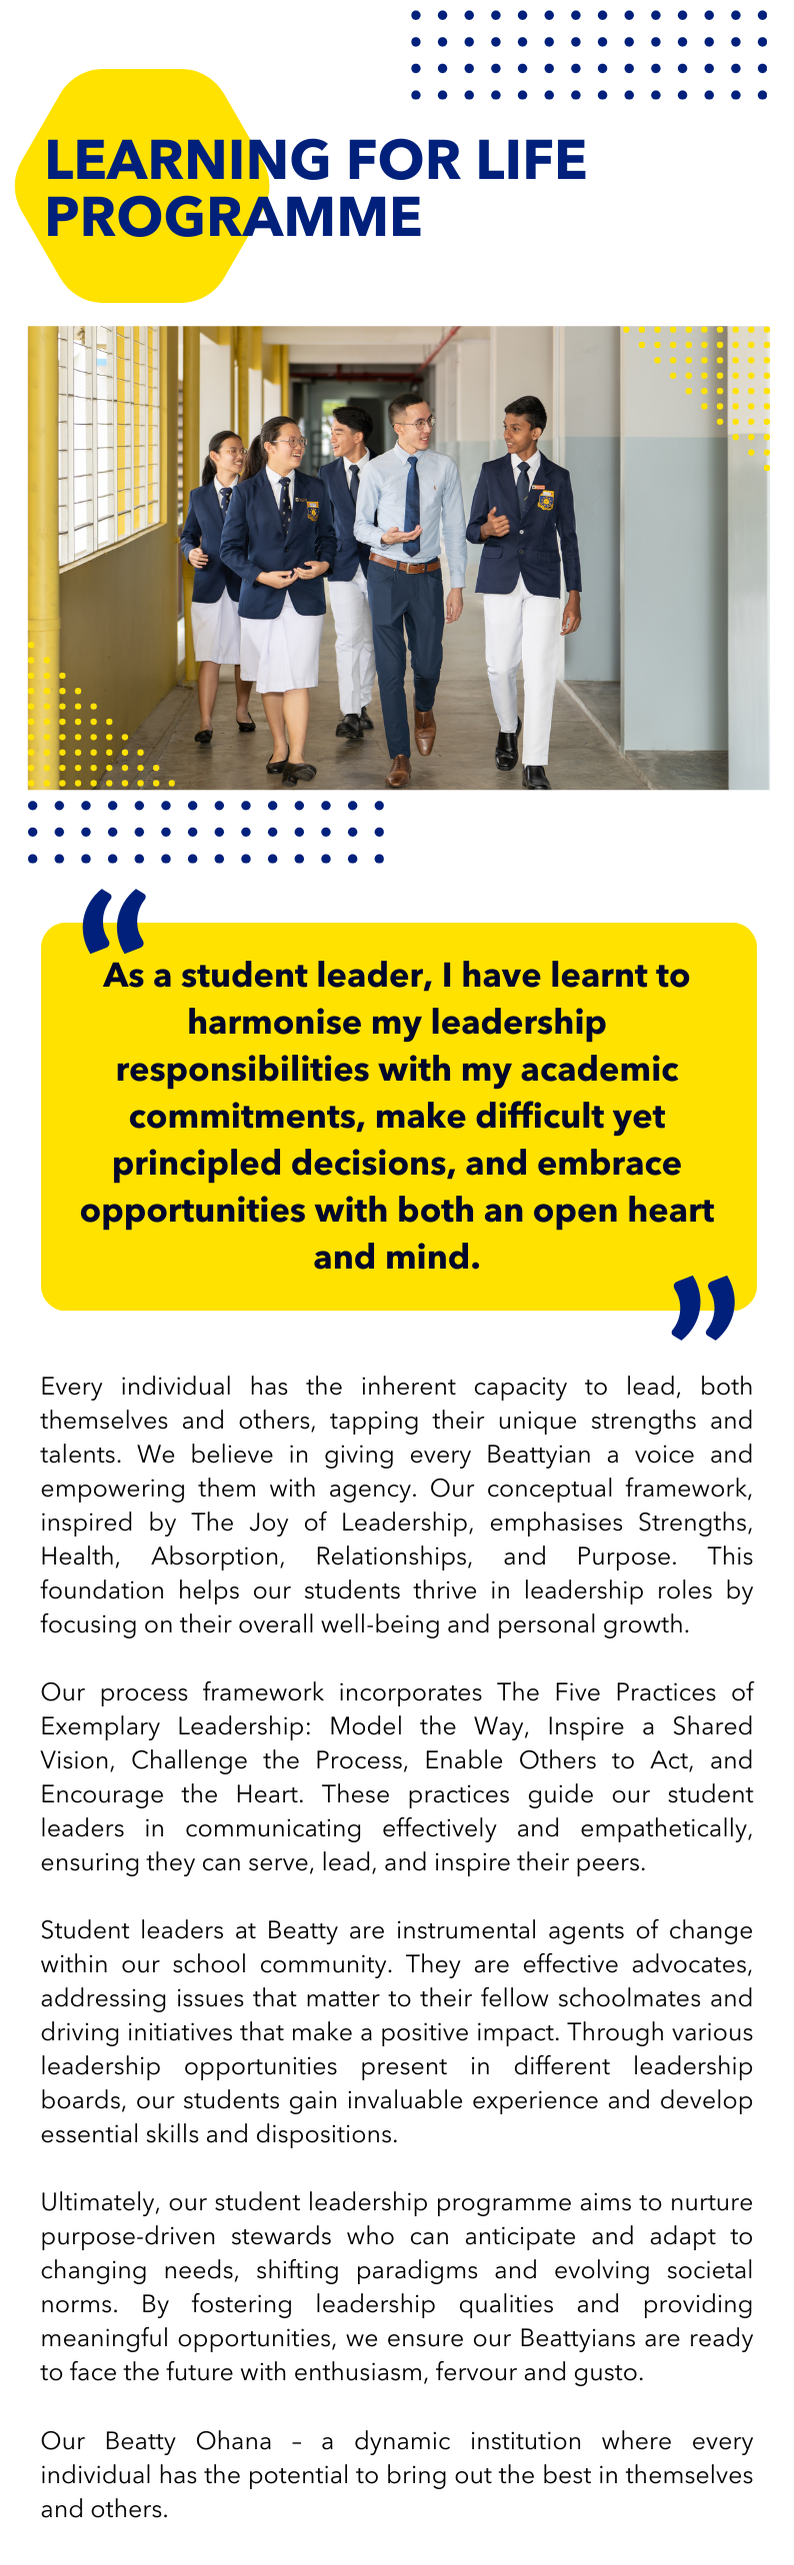 LEARNING FOR LIFE
PROGRAMME
“
As a student leader, I have learnt to
harmonise my leadership
responsibilities with my academic
commitments, make difficult yet
principled decisions, and embrace
opportunities with both an open heart
and mind.
”
Every individual has the inherent capacity to lead, both
themselves and others, tapping their unique strengths and
talents. We believe in giving every Beattyian a voice and
empowering them with agency. Our conceptual framework,
inspired by The Joy of Leadership, emphasises Strengths,
Health, Absorption, Relationships, and Purpose. This
foundation helps our students thrive in leadership roles by
focusing on their overall well-being and personal growth.
Our process framework incorporates The Five Practices of
Exemplary Leadership: Model the Way, Inspire a Shared
Vision, Challenge the Process, Enable Others to Act, and
Encourage the Heart. These practices guide our student
leaders in communicating effectively and empathetically,
ensuring they can serve, lead, and inspire their peers.
Student leaders at Beatty are instrumental agents of change
within our school community. They are effective advocates,
addressing issues that matter to their fellow schoolmates and
driving initiatives that make a positive impact. Through various
leadership opportunities present in different leadership
boards, our students gain invaluable experience and develop
essential skills and dispositions.
Ultimately, our student leadership programme aims to nurture
purpose-driven stewards who can anticipate and adapt to
changing needs, shifting paradigms and evolving societal
norms. By fostering leadership qualities and providing
meaningful opportunities, we ensure our Beattyians are ready
to face the future with enthusiasm, fervour and gusto.
Our Beatty Ohana – a dynamic institution where every
individual has the potential to bring out the best in themselves
and others.